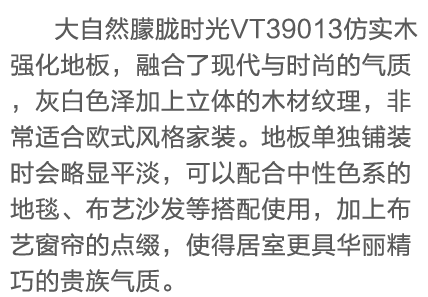 大自然朦胧时光VT39013仿实木
强化地板，融合了现代与时尚的气质
，灰白色泽加上立体的木材纹理，非
常适合欧式风格家装。地板单独铺装
时会略显平淡，可以配合中性色系的
地毯、布艺沙发等搭配使用，加上布
艺窗帘的点缀，使得居室更具华丽精
巧的贵族气质。